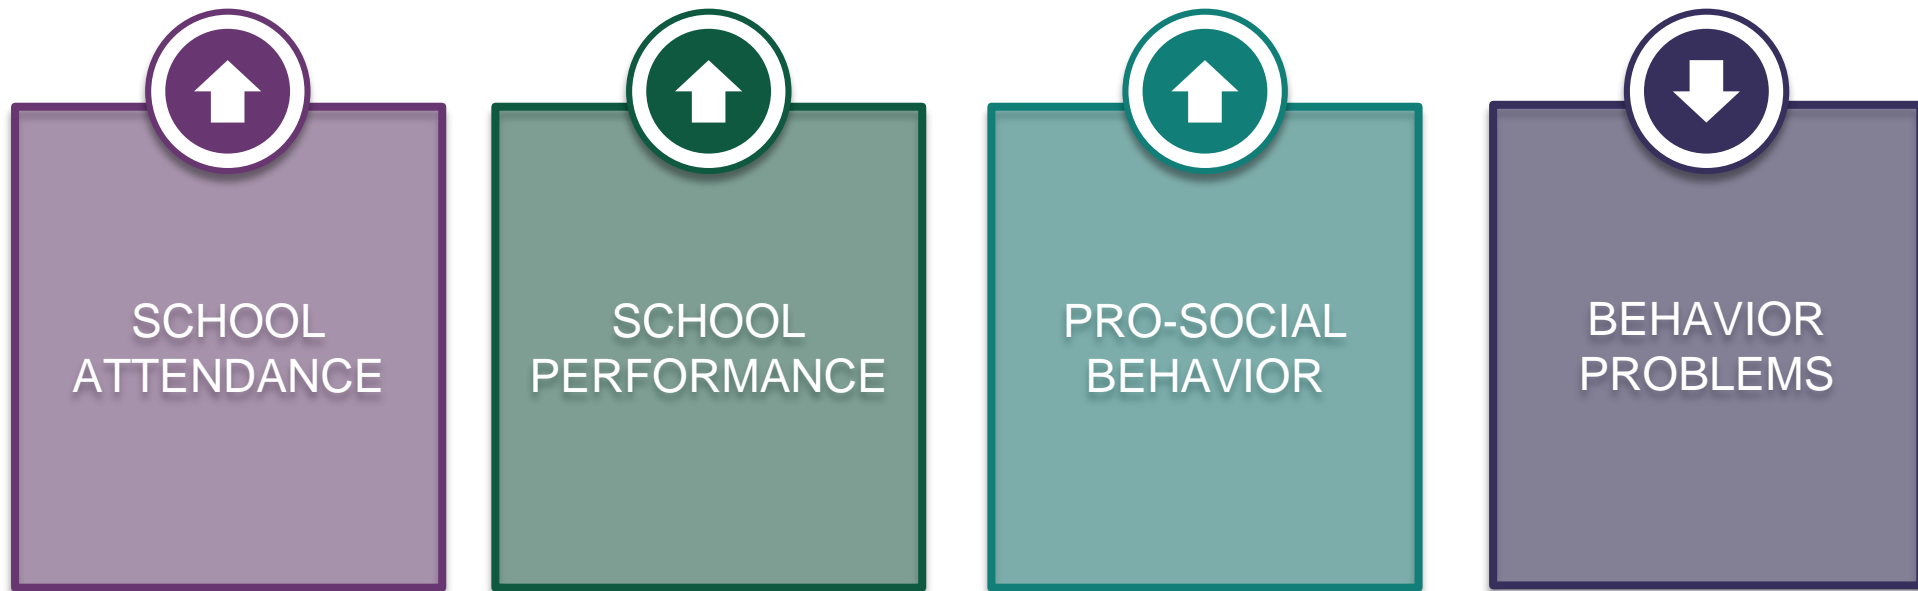 SCHOOL
ATTENDANCE
SCHOOL
PERFORMANCE
PRO-SOCIAL
BEHAVIOR
BEHAVIOR
PROBLEMS